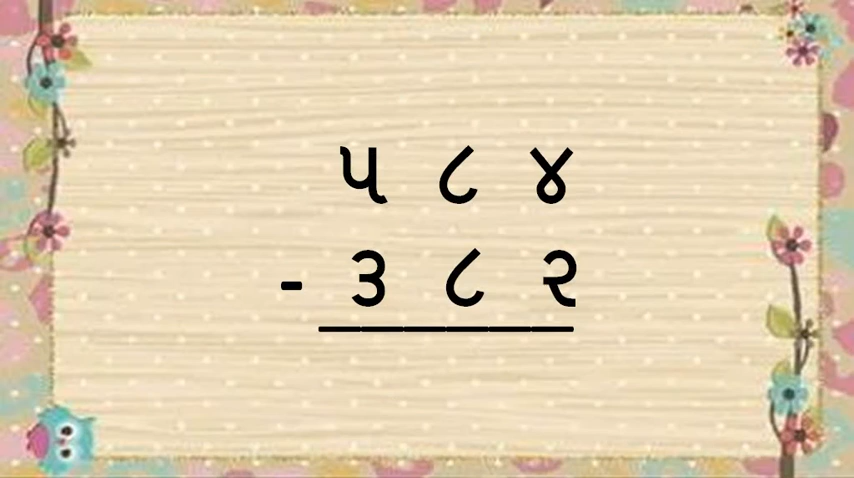 ૫ ૮ ૪
- ૩ ૮ ૨